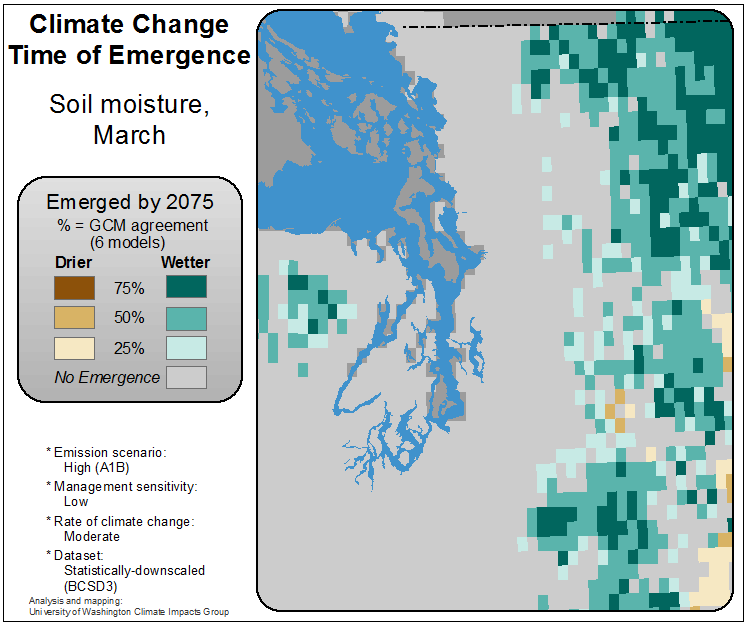 Climate Change
Time of Emergence
Soil moisture,
March
Emerged by 2075
% = GCM agreement
(6 models)
Drier Wetter
75%
50%
25%
No Emergence
* Emission scenario:
High (A1B)
* Management sensitivity:
Low
* Rate of climate change:
Moderate
* Dataset:
Statistically-downscaled
(BCSD3)
Analysis and mapping:
University of Washington Climate Impacts Group